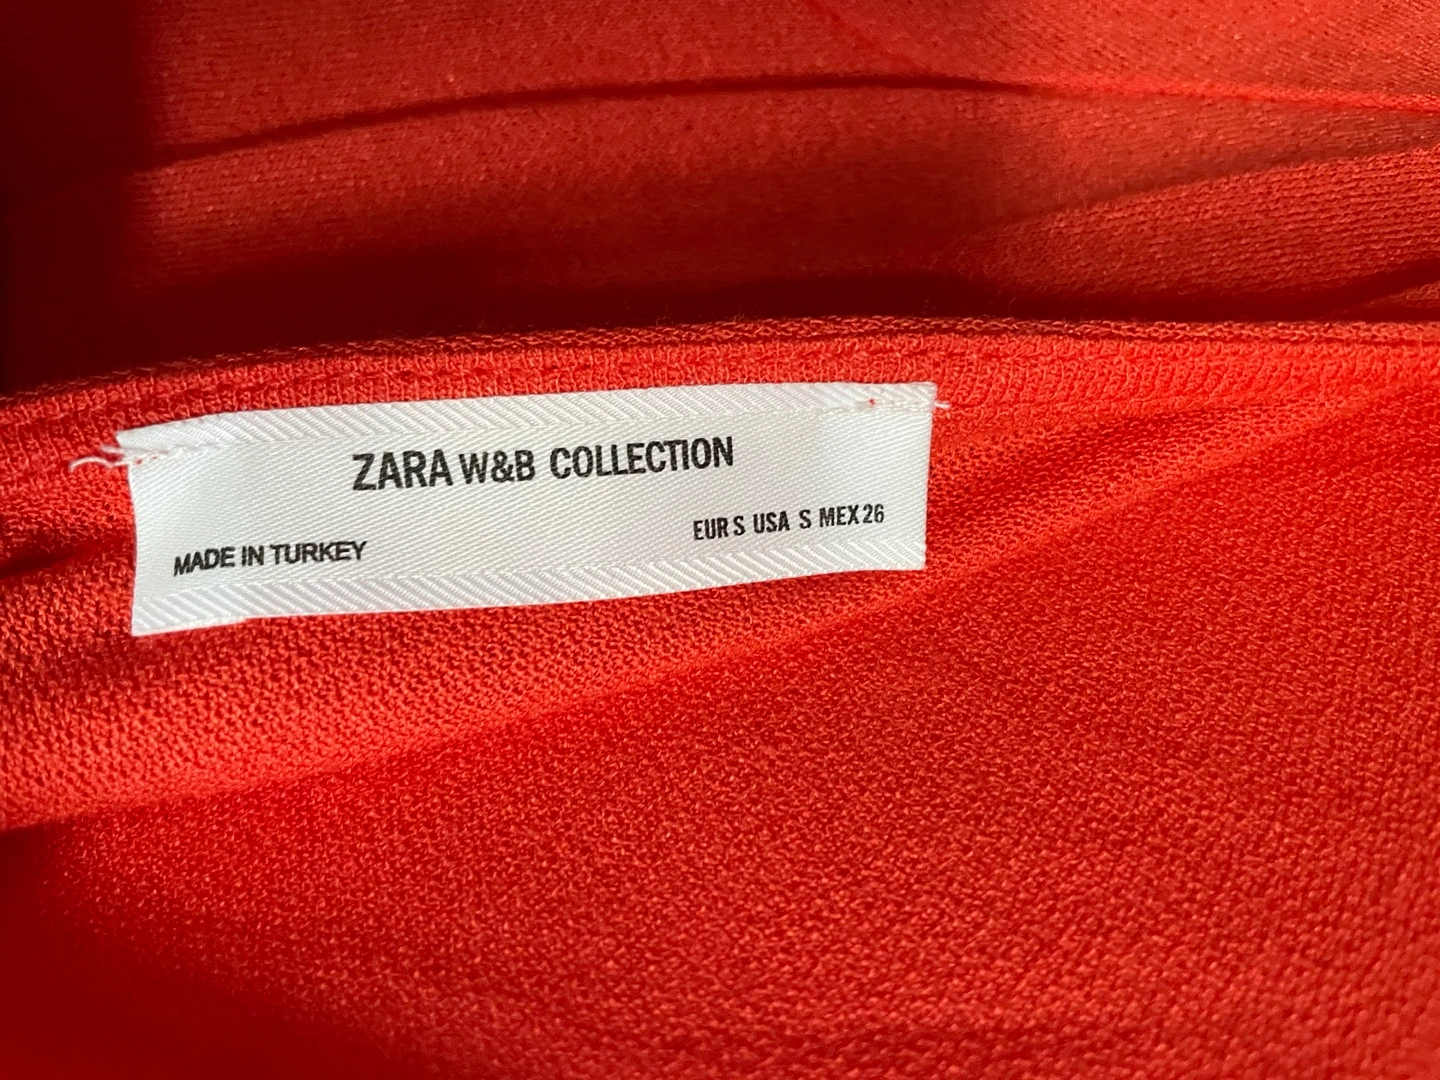 ZARA W&B COLLECTION
EUR S USA S MEX 26
MADE IN TURKEY